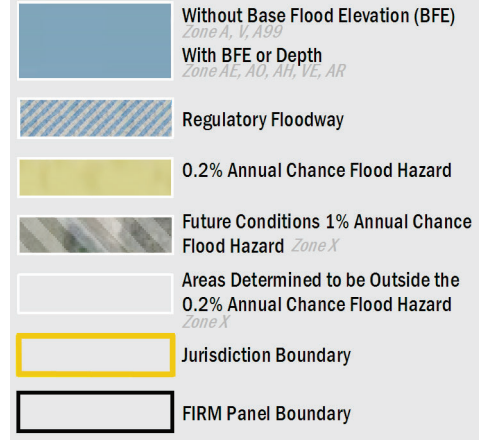 Without Base Flood Elevation (BFE)
Zone A, V, A99
With BFE or Depth
Zone AE, AO, AH, VE, AR
Regulatory Floodway
0.2% Annual Chance Flood Hazard
Future Conditions 1% Annual Chance
Flood Hazard Zone X
Areas Determined to be Outside the
0.2% Annual Chance Flood Hazard
Zone X
Jurisdiction Boundary
FIRM Panel Boundary